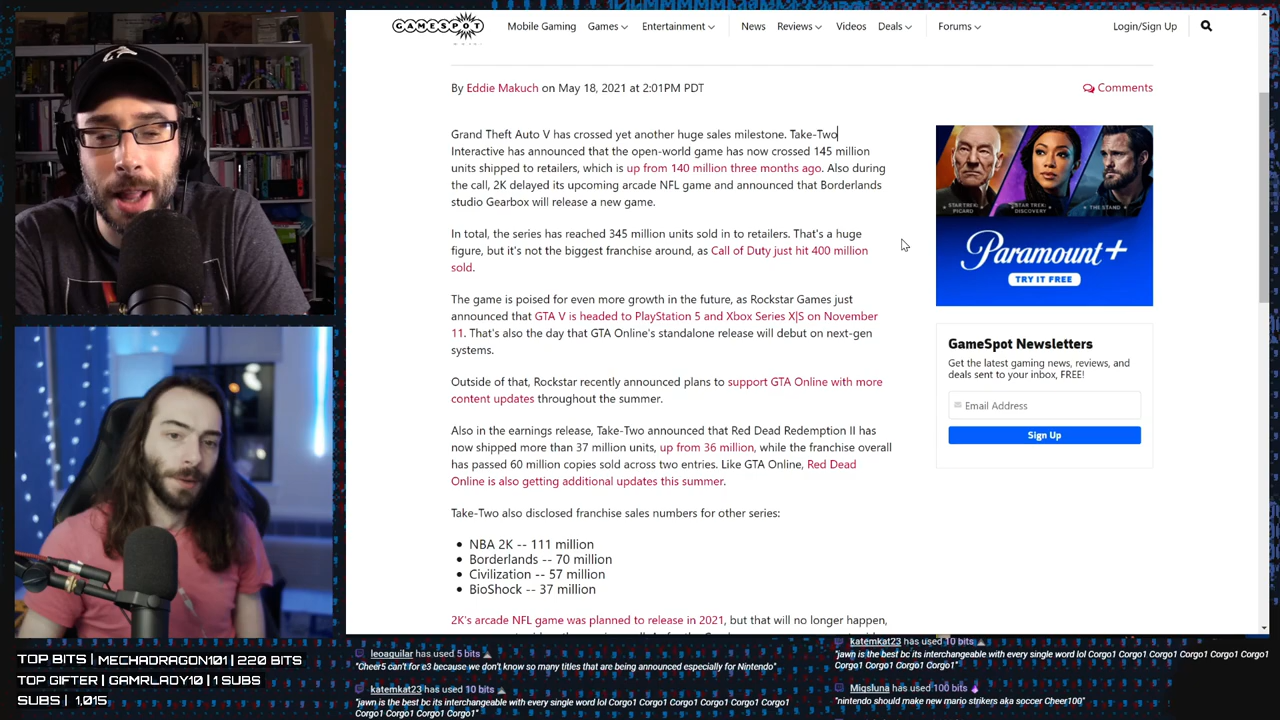 GAMESPOT
Mobile Gaming Games Entertainment News Reviews Videos Deals Forums Login/Sign Up
By Eddie Makuch on May 18, 2021 at 2:01PM PDT
Comments
Grand Theft Auto V has crossed yet another huge sales milestone. Take-Two
Interactive has announced that the open-world game has now crossed 145 million
units shipped to retailers, which is up from 140 million three months ago. Also during
the call, 2K delayed its upcoming arcade NFL game and announced that Borderlands
studio Gearbox will release a new game.
In total, the series has reached 345 million units sold in to retailers. That's a huge
figure, but it's not the biggest franchise around, as Call of Duty just hit 400 million
sold.
The game is poised for even more growth in the future, as Rockstar Games just
announced that GTA V is headed to PlayStation 5 and Xbox Series X|S on November
11. That's also the day that GTA Online's standalone release will debut on next-gen
systems.
Outside of that, Rockstar recently announced plans to support GTA Online with more
content updates throughout the summer.
Also in the earnings release, Take-Two announced that Red Dead Redemption II has
now shipped more than 37 million units, up from 36 million, while the franchise overall
has passed 60 million copies sold across two entries. Like GTA Online, Red Dead
Online is also getting additional updates this summer.
Take-Two also disclosed franchise sales numbers for other series:
• NBA 2K -- 111 million
• Borderlands -- 70 million
• Civilization -- 57 million
• BioShock -- 37 million
2K's arcade NFL game was planned to release in 2021, but that will no longer happen,
STAR TREK: PICARD
STAR TREK: DISCOVERY
THE STAND
Paramount+
TRY IT FREE
GameSpot Newsletters
Get the latest gaming news, reviews, and
deals sent to your inbox, FREE!
Email Address
Sign Up
TOP BITS | MECHADRAGON101 | 220 BITS
TOP GIFTER | GAMRLADY10 | 1 SUBS
SUBS | 1,015
leoaguilar has used 5 bits
"Cheer5 can't for e3 because we don't know so many titles that are being announced especially for Nintendo"
katemkat23 has used 10 bits
"jawn is the best bc its interchangeable with every single word lol Corgo1 Corgo1 Corgo1 Corgo1 Corgo1
Corgo1 Corgo1 Corgo1 Corgo1 Corgo1"
katemkat23 has used 10 bits
"jawn is the best bc its interchangeable with every single word lol Corgo1 Corgo1 Corgo1 Corgo1 Corgo1
Corgo1 Corgo1 Corgo1 Corgo1 Corgo1"
Migsluna has used 100 bits
"nintendo should make new mario strikers aka soccer Cheer100"